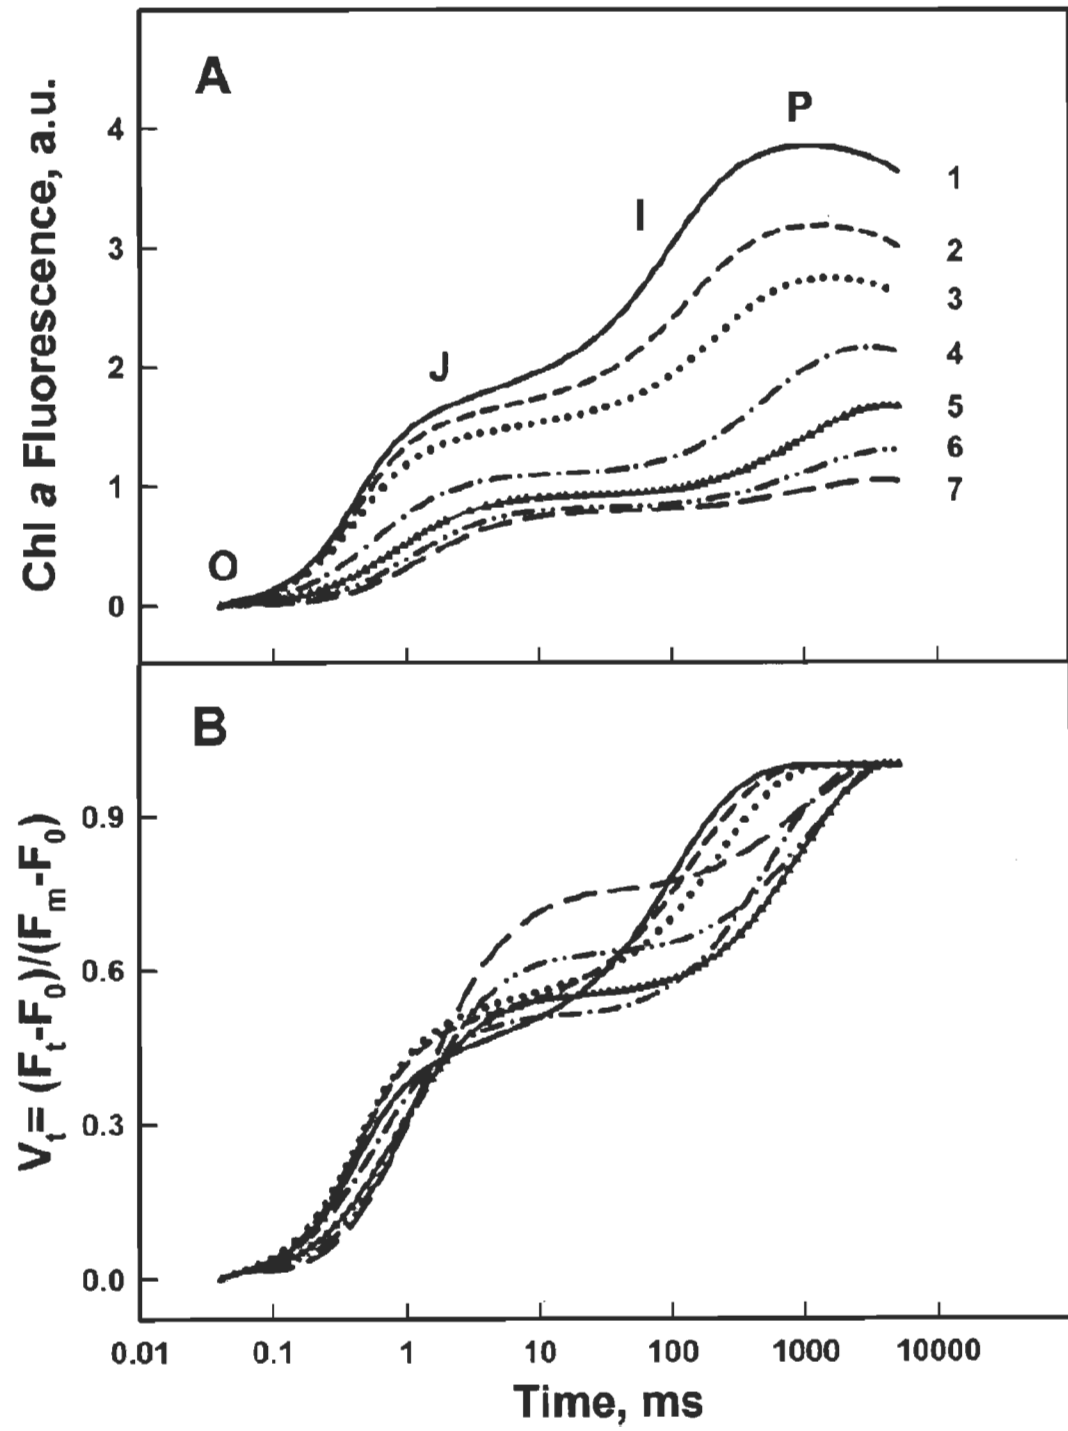 A
Chl a Fluorescence, a.u.
4
3
2
1
0
O
J
I
P
1
2
3
4
5
6
7
B
Vt= (Ft-F0)/(Fm-F0)
0.9
0.6
0.3
0.0
0.01 0.1 1 10 100 1000 10000
Time, ms